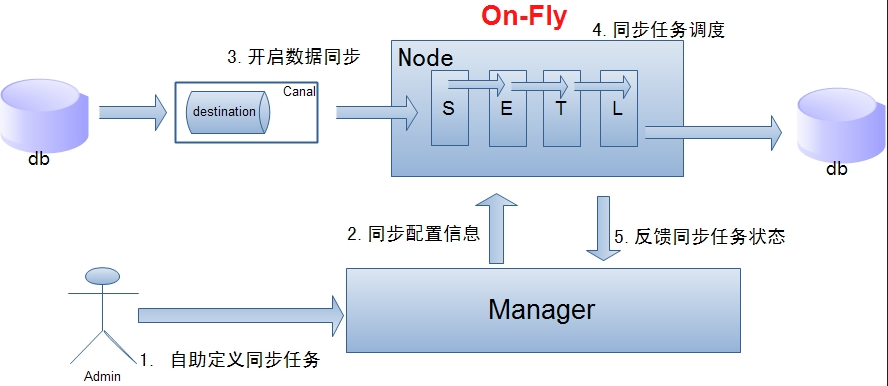 On-Fly
4. 同步任务调度
3. 开启数据同步
Node
Canal
destination
S E T L
db
db
2. 同步配置信息
5. 反馈同步任务状态
Manager
1. 自助定义同步任务
Admin